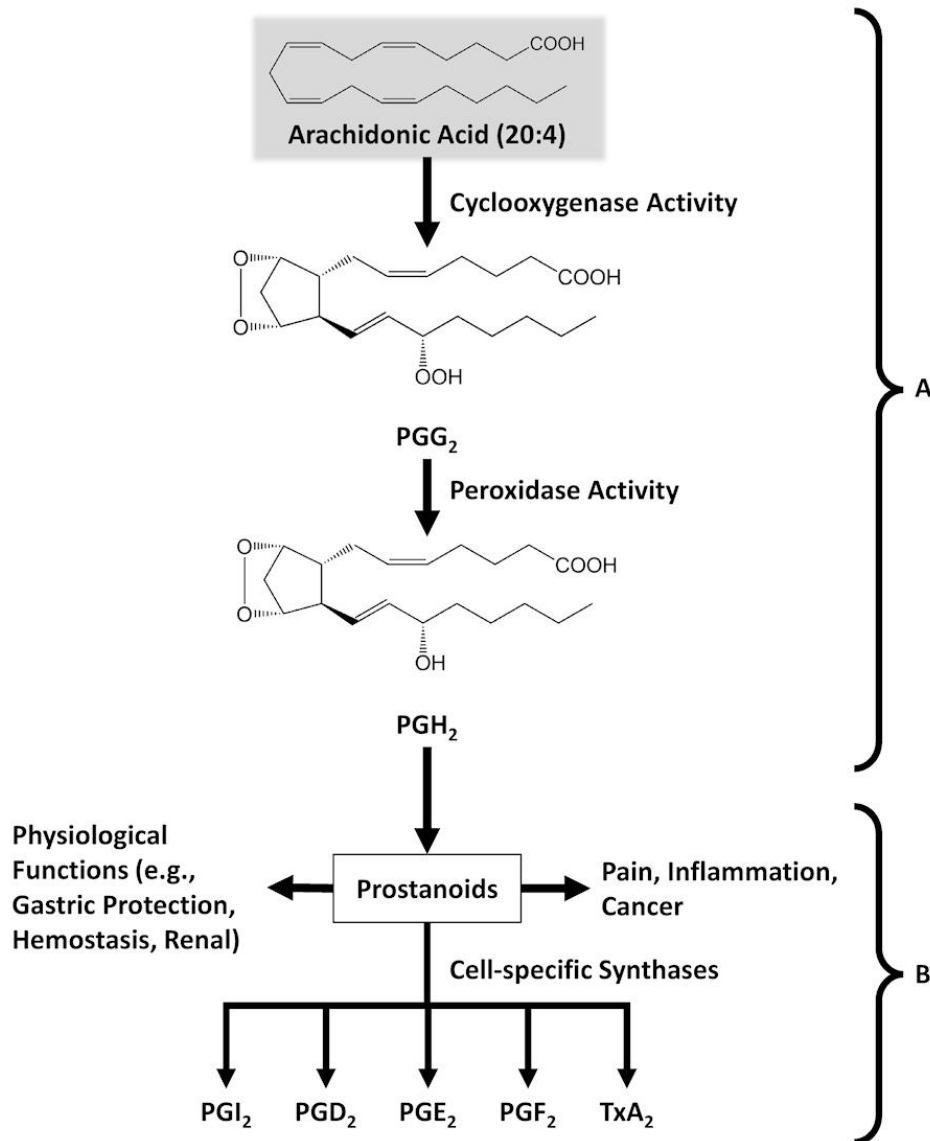 COOH
Arachidonic Acid (20:4)
Cyclooxygenase Activity
O
O
COOH
OOH
PGG₂
A
Peroxidase Activity
O
O
COOH
OH
PGH₂
Physiological
Functions (e.g.,
Gastric Protection,
Hemostasis, Renal)
Prostanoids
Pain, Inflammation,
Cancer
Cell-specific Synthases
B
PGI₂ PGD₂ PGE₂ PGF₂ TxA₂